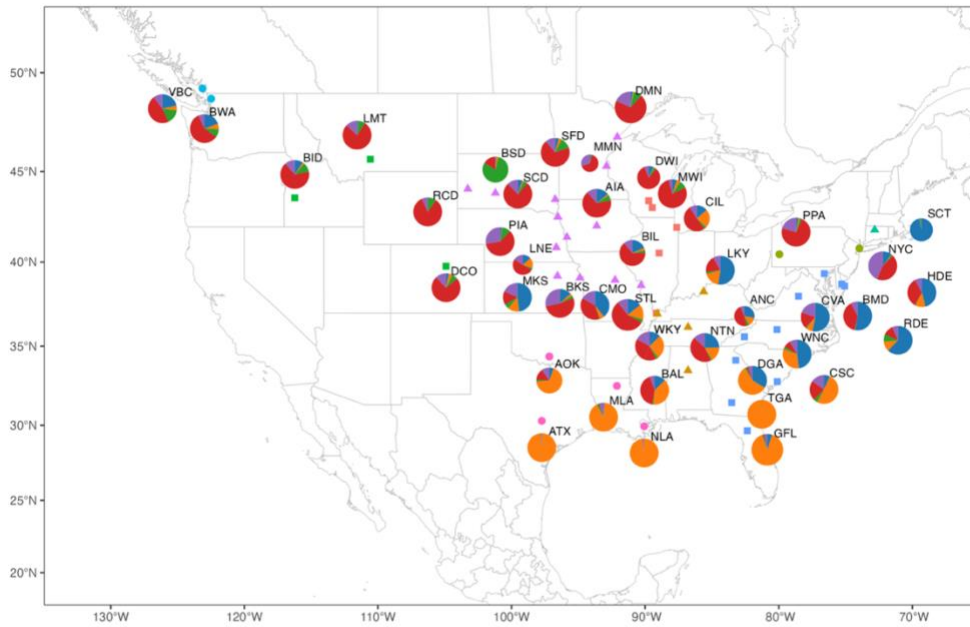 50°N
45°N
40°N
35°N
30°N
25°N
20°N
VBC
BWA
BID
LMT
RCD
BSD
SCD
SFD
MMN
DMN
DWI
MWI
AIA
CIL
PIA
LNE
BIL
DCO
MKS
BKS
CMO
STL
LKY
PPA
SCT
NYC
HDE
ANC
CVA
BMD
RDE
WKY
NTN
WNC
AOK
BAL
DGA
CSC
MLA
TGA
ATX
NLA
GFL
130°W
120°W
110°W
100°W
90°W
80°W
70°W